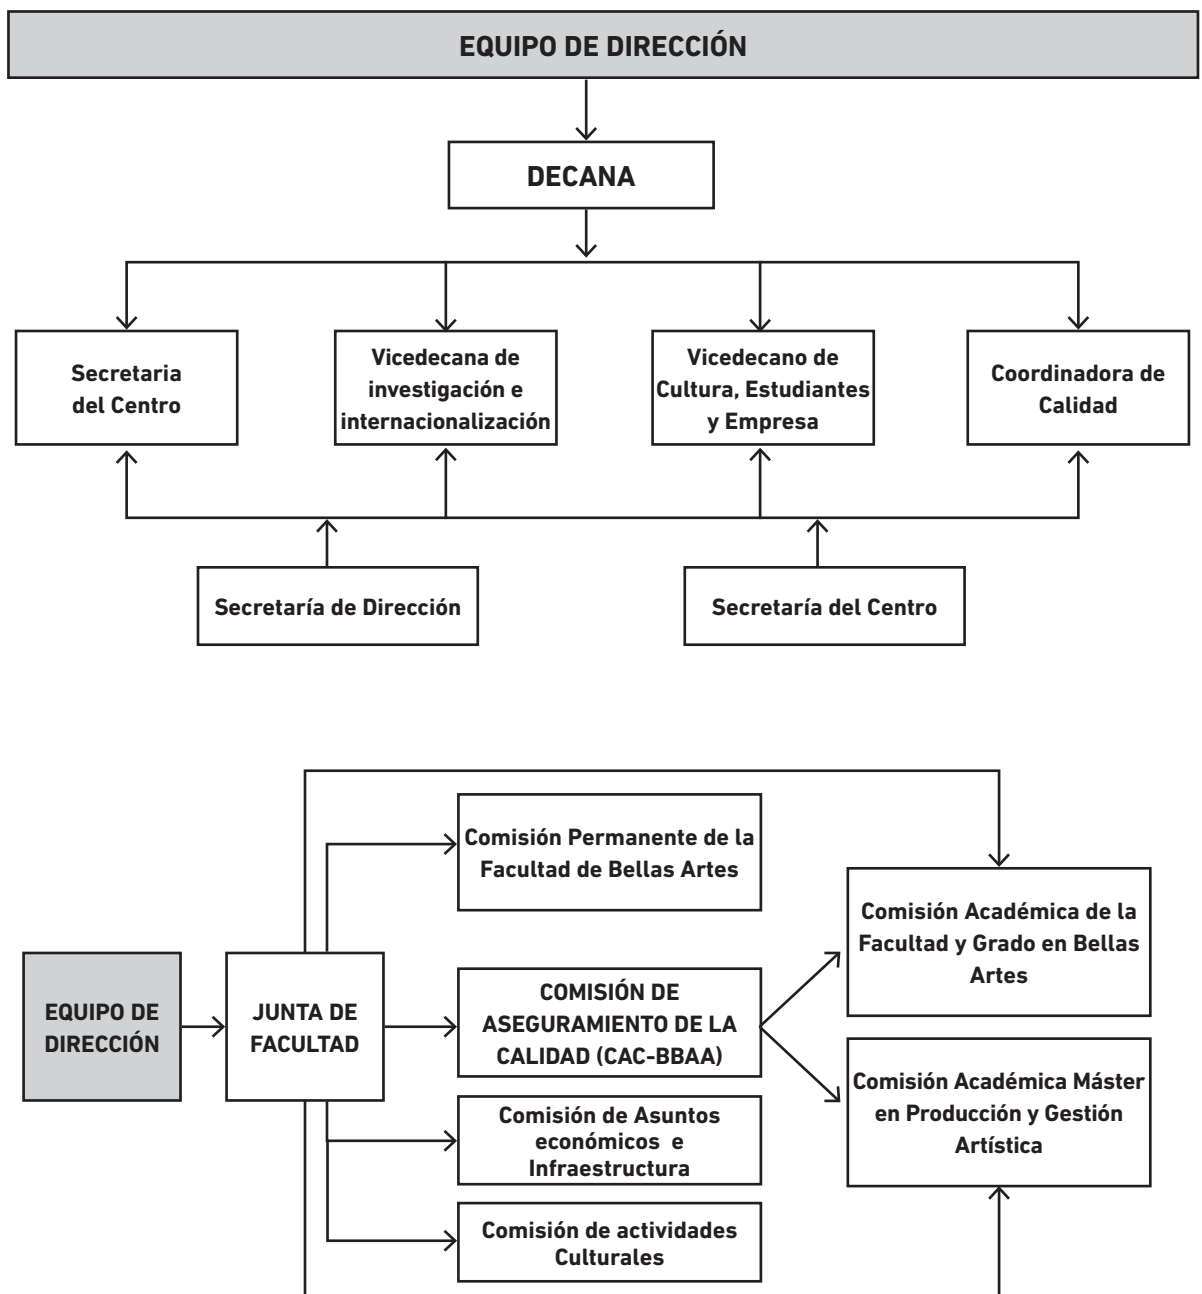 EQUIPO DE DIRECCIÓN
DECANA
Secretaria
del Centro
Vicedecana de
investigación e
internacionalización
Vicedecano de
Cultura, Estudiantes
y Empresa
Coordinadora de
Calidad
Secretaría de Dirección
Secretaría del Centro
EQUIPO DE
DIRECCIÓN
JUNTA DE
FACULTAD
Comisión Permanente de la
Facultad de Bellas Artes
COMISIÓN DE
ASEGURAMIENTO DE LA
CALIDAD (CAC-BBAA)
Comisión de Asuntos
económicos e
Infraestructura
Comisión de actividades
Culturales
Comisión Académica de la
Facultad y Grado en Bellas
Artes
Comisión Académica Máster
en Producción y Gestión
Artística